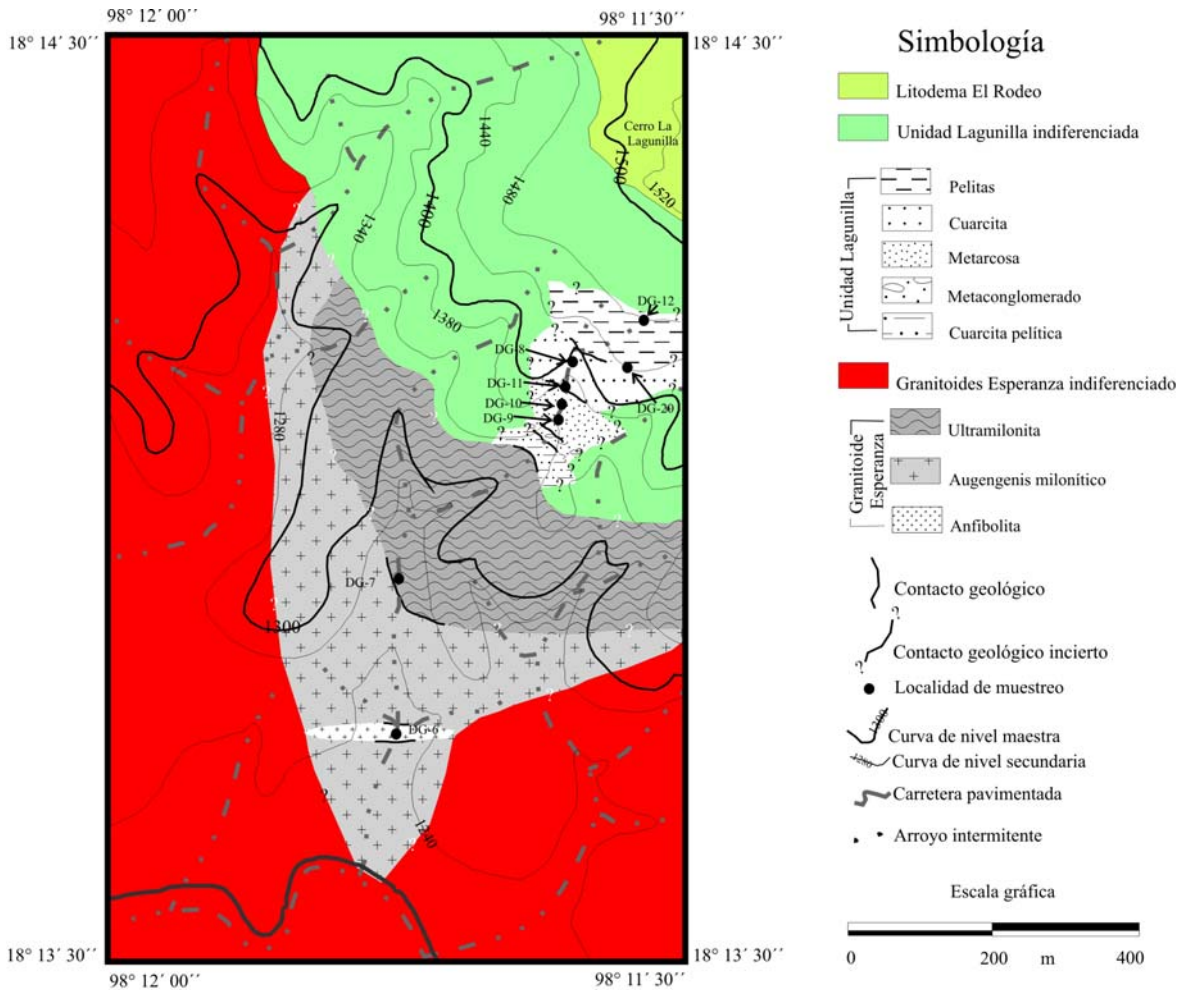 98° 12´ 00´´
98° 11´30´´
18° 14´ 30´´
18° 14´ 30´´
1440
1480
1340
1400
1380
Cerro La
Lagunilla
1500
1520
DG-12
DG-8
DG-11
DG-10
DG-9
DG-20
1280
DG-7
1300
DG-6
1240
18° 13´ 30´´
18° 13´ 30´´
98° 12´ 00´´
98° 11´ 30´´
Simbología
Litodema El Rodeo
Unidad Lagunilla indiferenciada
Unidad Lagunilla
Pelitas
Cuarcita
Metarcosa
Metaconglomerado
Cuarcita pelítica
Granitoides Esperanza indiferenciado
Granitoide
Esperanza
Ultramilonita
Augengenis milonítico
Anfibolita
Contacto geológico
?
Contacto geológico incierto
?
Localidad de muestreo
1300
Curva de nivel maestra
1280
Curva de nivel secundaria
Carretera pavimentada
Arroyo intermitente
Escala gráfica
0 200 m 400